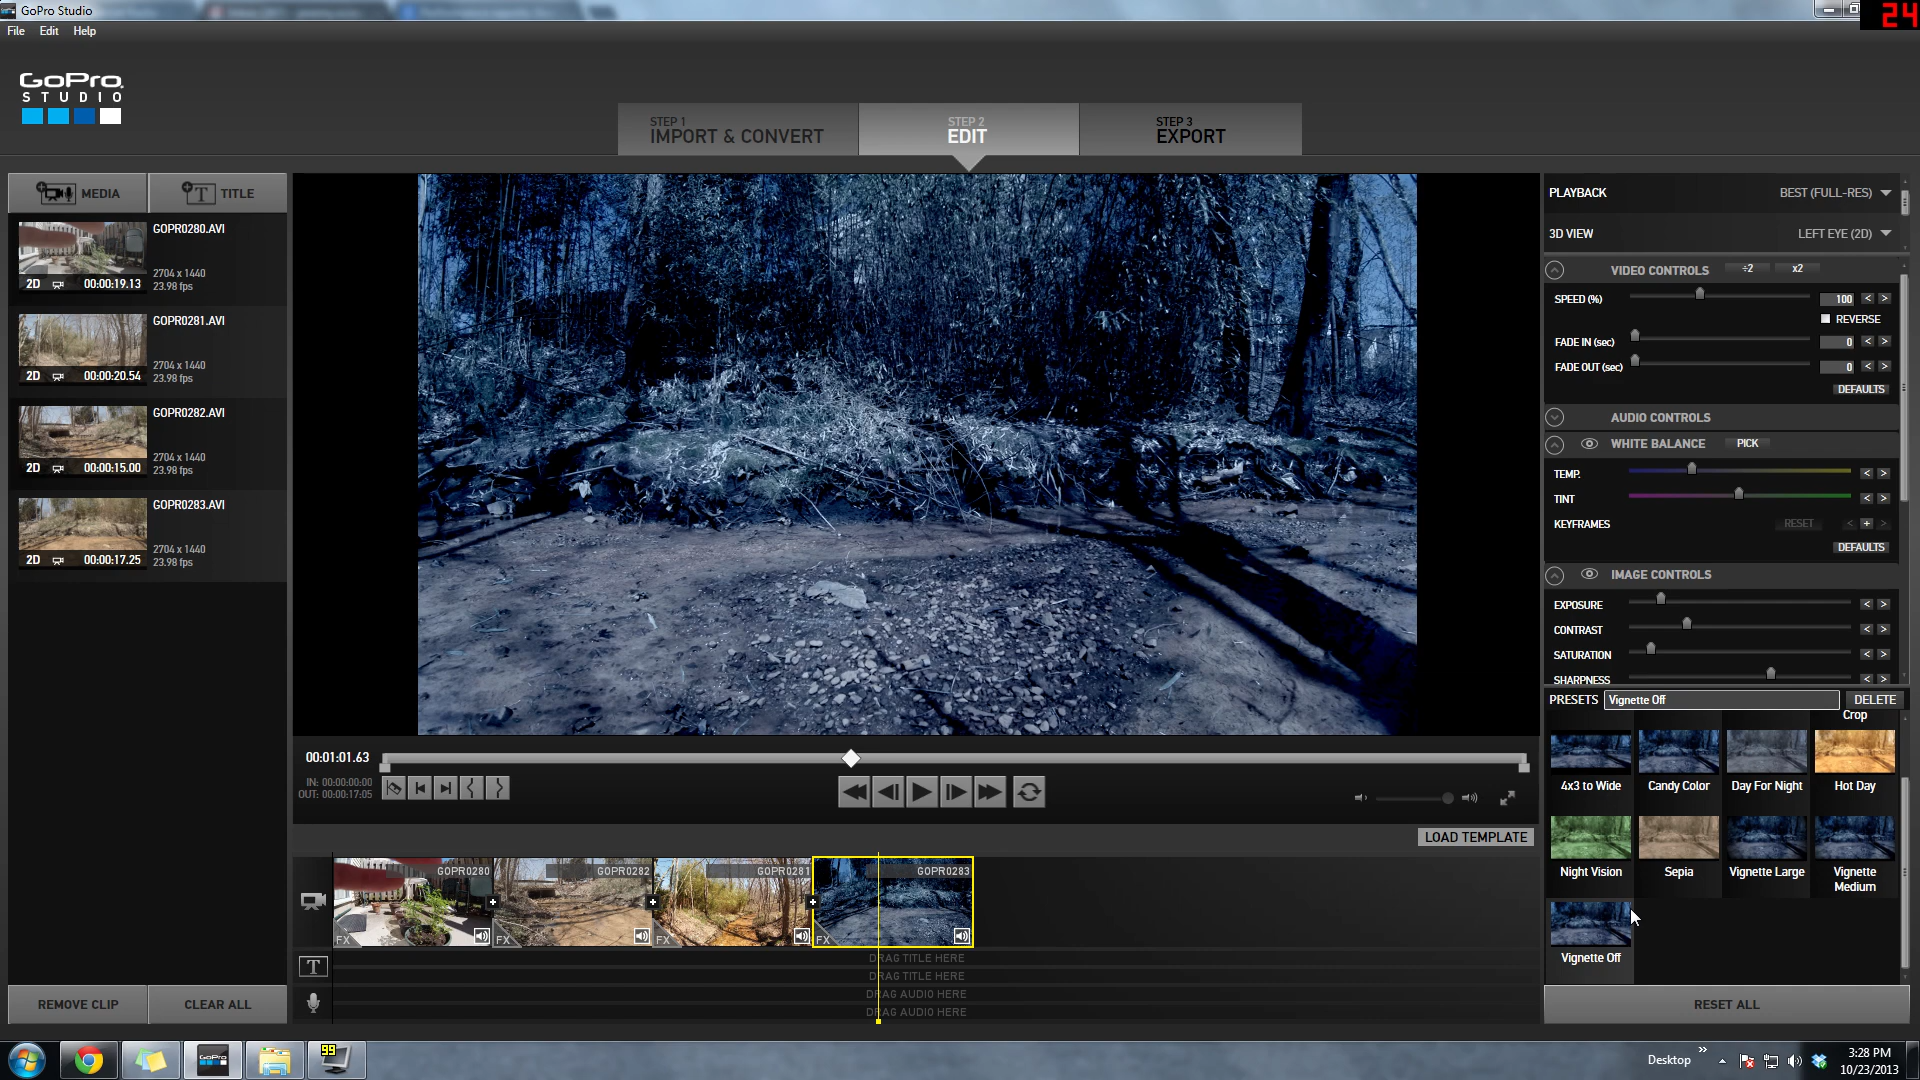 GoPro Studio
24
File Edit Help
GoPro
STUDIO
STEP 1
IMPORT & CONVERT
STEP 2
EDIT
STEP 3
EXPORT
MEDIA
TITLE
GOPR0280.AVI
2704 x 1440
23.98 fps
2D 00:00:19.13
GOPR0281.AVI
2704 x 1440
23.98 fps
2D 00:00:20.54
GOPR0282.AVI
2704 x 1440
23.98 fps
2D 00:00:15.00
GOPR0283.AVI
2704 x 1440
23.98 fps
2D 00:00:17.25
REMOVE CLIP
CLEAR ALL
00:01:01.63
IN: 00:00:00:00
OUT: 00:00:17:05
LOAD TEMPLATE
GOPR0280
FX
GOPR0282
FX
GOPR0281
FX
GOPR0283
FX
T
DRAG TITLE HERE
DRAG TITLE HERE
DRAG AUDIO HERE
DRAG AUDIO HERE
PLAYBACK BEST (FULL-RES)
3D VIEW LEFT EYE (2D)
VIDEO CONTROLS ÷2 x2
SPEED (%) 100 < >
REVERSE
FADE IN (sec) 0 < >
FADE OUT (sec) 0 < >
DEFAULTS
AUDIO CONTROLS
WHITE BALANCE PICK
TEMP. < >
TINT < >
KEYFRAMES RESET < + >
DEFAULTS
IMAGE CONTROLS
EXPOSURE < >
CONTRAST < >
SATURATION < >
SHARPNESS < >
PRESETS Vignette Off DELETE
Crop
4x3 to Wide
Candy Color
Day For Night
Hot Day
Night Vision
Sepia
Vignette Large
Vignette Medium
Vignette Off
RESET ALL
GoPro
99
Desktop »
3:28 PM
10/23/2013